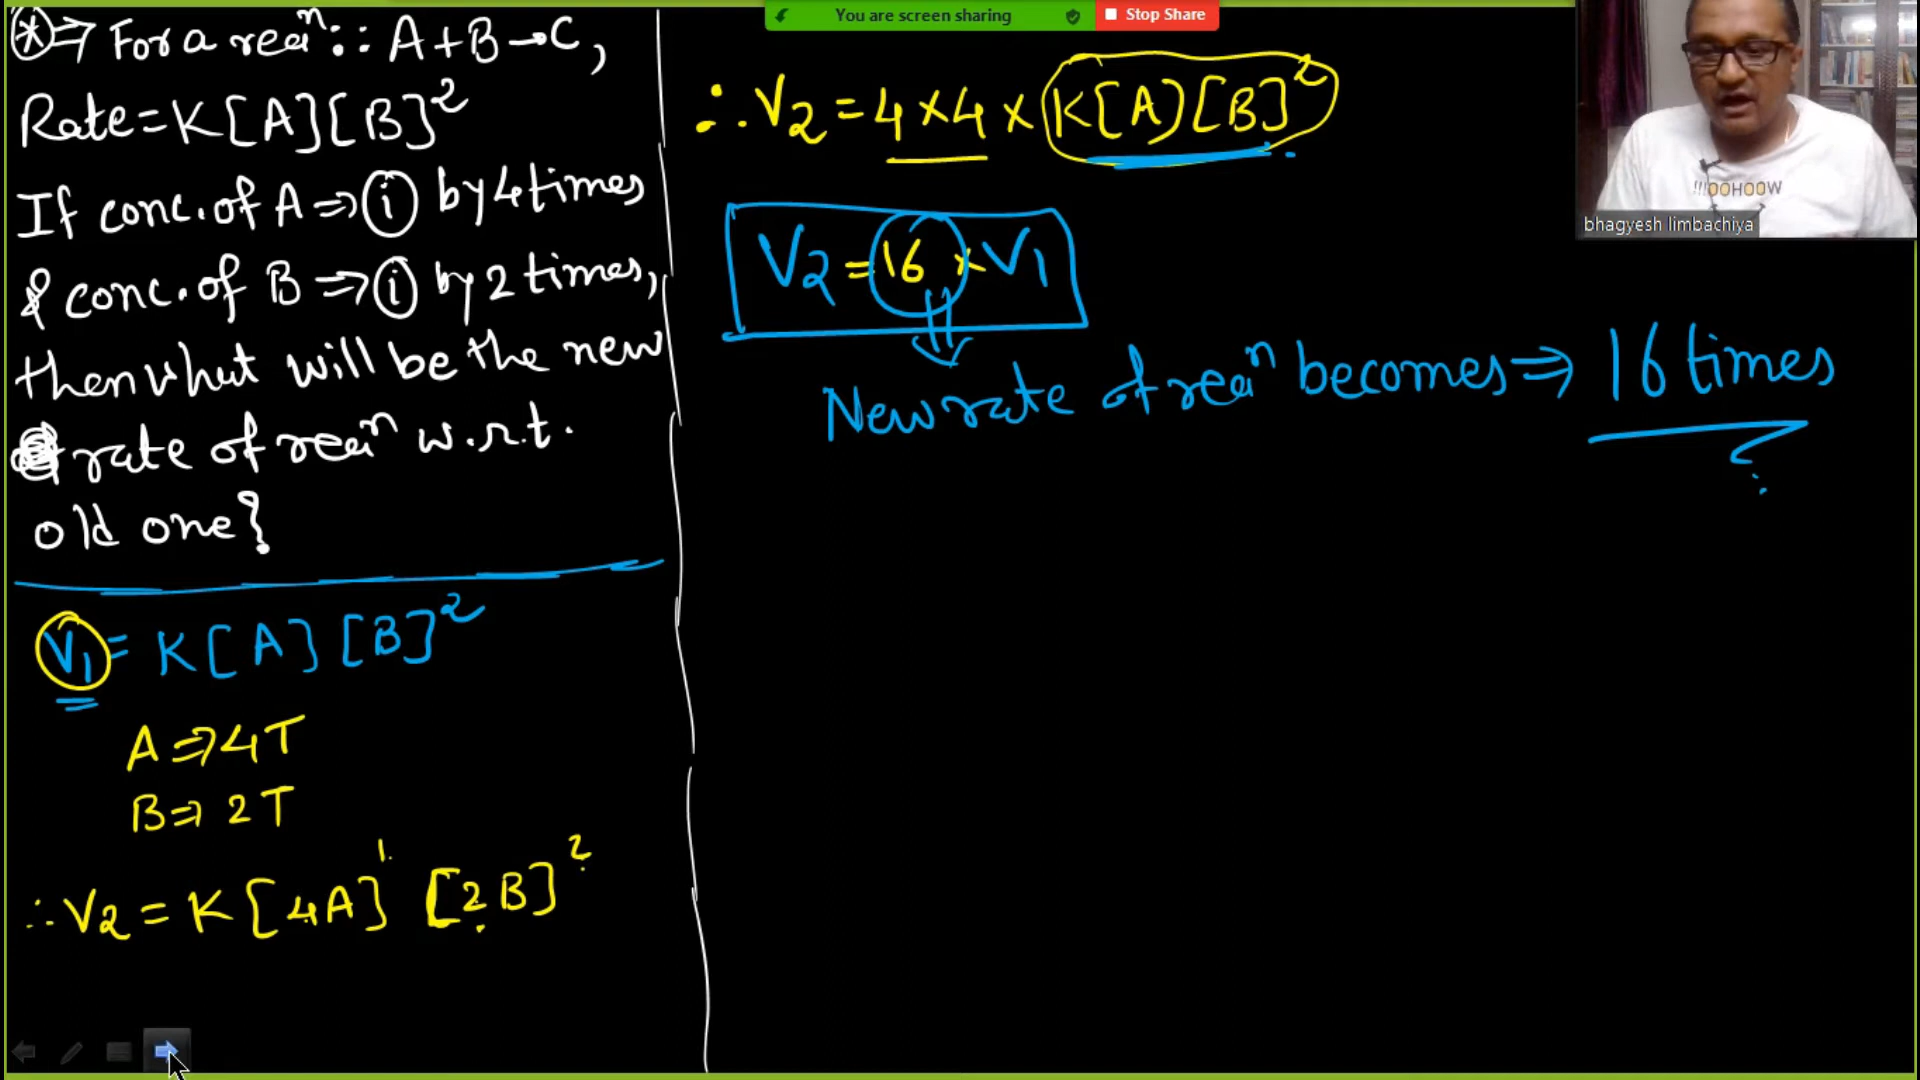 You are screen sharing
Stop Share
* ⇒ For a reaⁿ :: A+B→C,
Rate=K[A][B]²
If conc. of A ⇒ (i) by 4 times
& conc. of B ⇒ (i) by 2 times,
then what will be the new
rate of reaⁿ w.r.t.
old one?
V₁ = K[A][B]²
A ⇒ 4T
B ⇒ 2T
∴ V₂ = K[4A]¹ [2B]²
∴ V₂ = 4×4×K[A][B]²
V₂ = 16 × V₁
New rate of reaⁿ becomes ⇒ 16 times
?
!!!OOHOOW
bhagyesh limbachiya